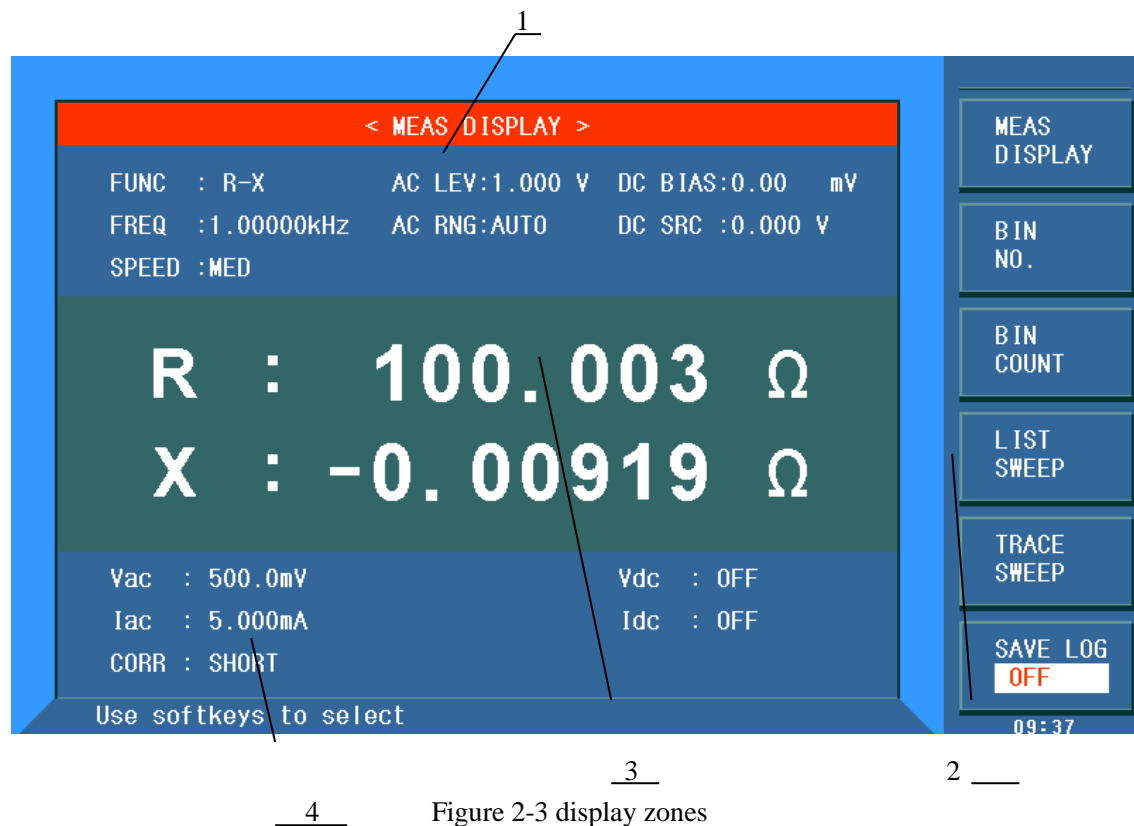 1
< MEAS DISPLAY >
FUNC : R-X AC LEV:1.000 V DC BIAS:0.00 mV
FREQ :1.00000kHz AC RNG:AUTO DC SRC :0.000 V
SPEED :MED
R : 100.003 Ω
X : -0.00919 Ω
Vac : 500.0mV Vdc : OFF
Iac : 5.000mA Idc : OFF
CORR : SHORT
Use softkeys to select
MEAS
DISPLAY
BIN
NO.
BIN
COUNT
LIST
SWEEP
TRACE
SWEEP
SAVE LOG
OFF
09:37
3 2
4 Figure 2-3 display zones